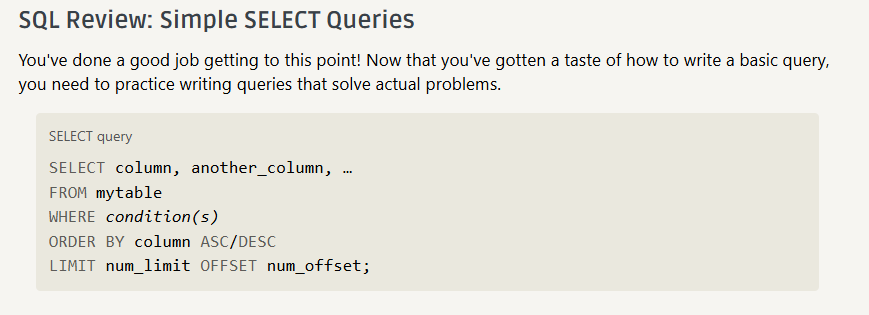 SQL Review: Simple SELECT Queries
You've done a good job getting to this point! Now that you've gotten a taste of how to write a basic query,
you need to practice writing queries that solve actual problems.
SELECT query
SELECT column, another_column, …
FROM mytable
WHERE condition(s)
ORDER BY column ASC/DESC
LIMIT num_limit OFFSET num_offset;